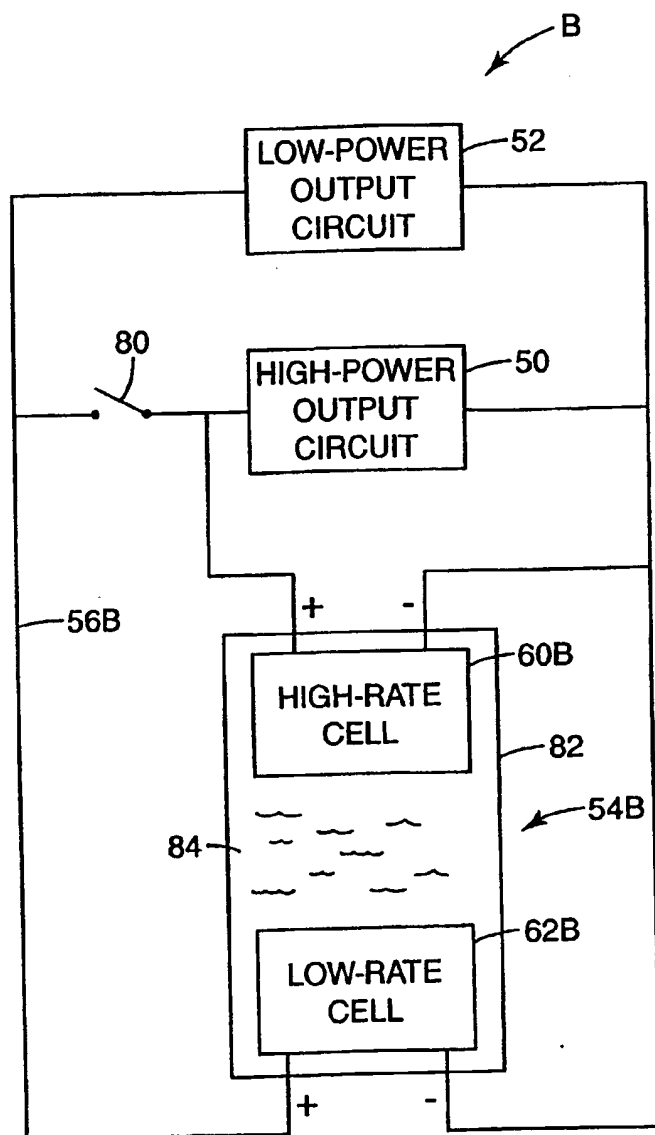 B
LOW-POWER
OUTPUT
CIRCUIT
52
80
HIGH-POWER
OUTPUT
CIRCUIT
50
56B
+ -
60B
HIGH-RATE
CELL
82
54B
84
62B
LOW-RATE
CELL
+ -